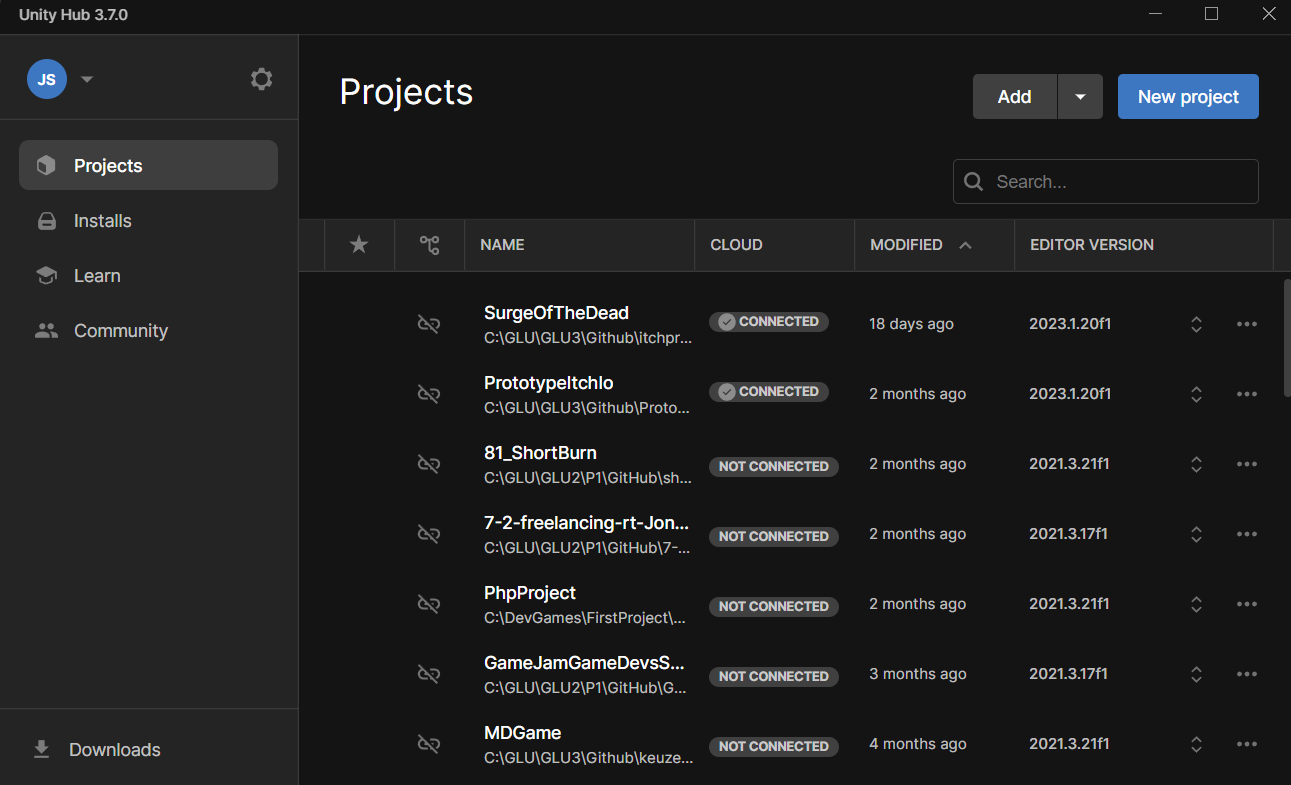 Unity Hub 3.7.0
JS
Projects
Add
New project
Projects
Installs
Learn
Community
Search...
NAME
CLOUD
MODIFIED
EDITOR VERSION
SurgeOfTheDead
C:\GLU\GLU3\Github\itchpr...
CONNECTED
18 days ago
2023.1.20f1
PrototypeItchIo
C:\GLU\GLU3\Github\Proto...
CONNECTED
2 months ago
2023.1.20f1
81_ShortBurn
C:\GLU\GLU2\P1\GitHub\sh...
NOT CONNECTED
2 months ago
2021.3.21f1
7-2-freelancing-rt-Jon...
C:\GLU\GLU2\P1\GitHub\7-...
NOT CONNECTED
2 months ago
2021.3.17f1
PhpProject
C:\DevGames\FirstProject\...
NOT CONNECTED
2 months ago
2021.3.21f1
GameJamGameDevsS...
C:\GLU\GLU2\P1\GitHub\G...
NOT CONNECTED
3 months ago
2021.3.17f1
MDGame
C:\GLU\GLU3\Github\keuze...
NOT CONNECTED
4 months ago
2021.3.21f1
Downloads